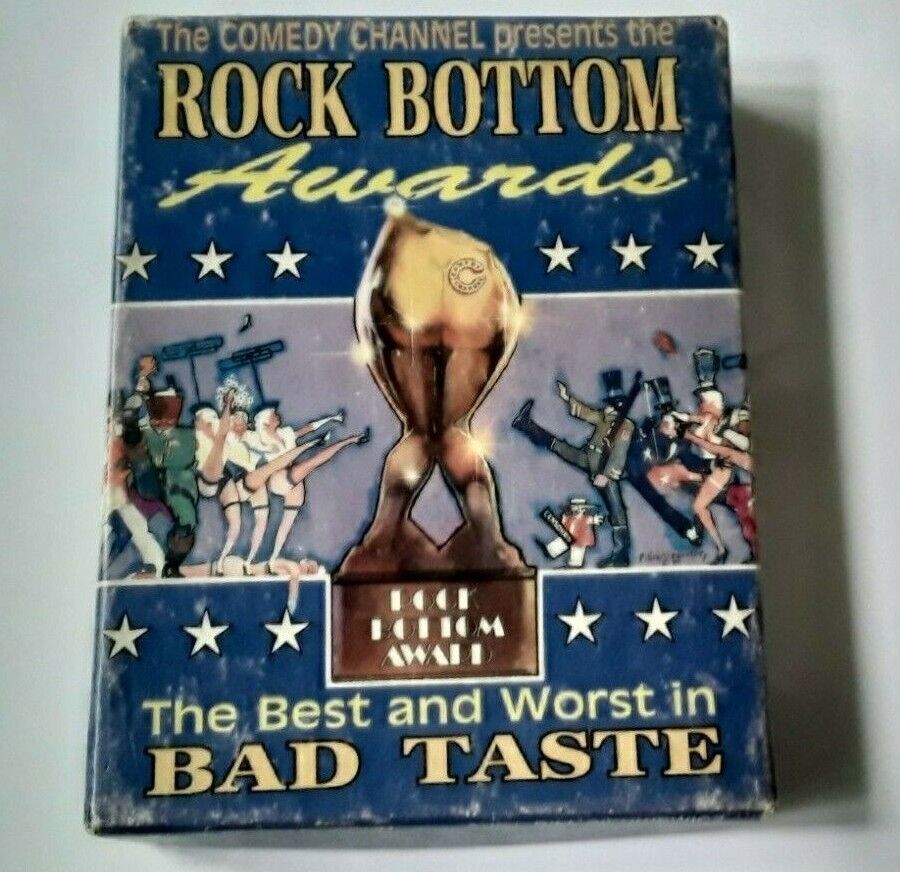 The COMEDY CHANNEL presents the
ROCK BOTTOM
Awards
ROCK
BOTTOM
AWARD
The Best and Worst in
BAD TASTE